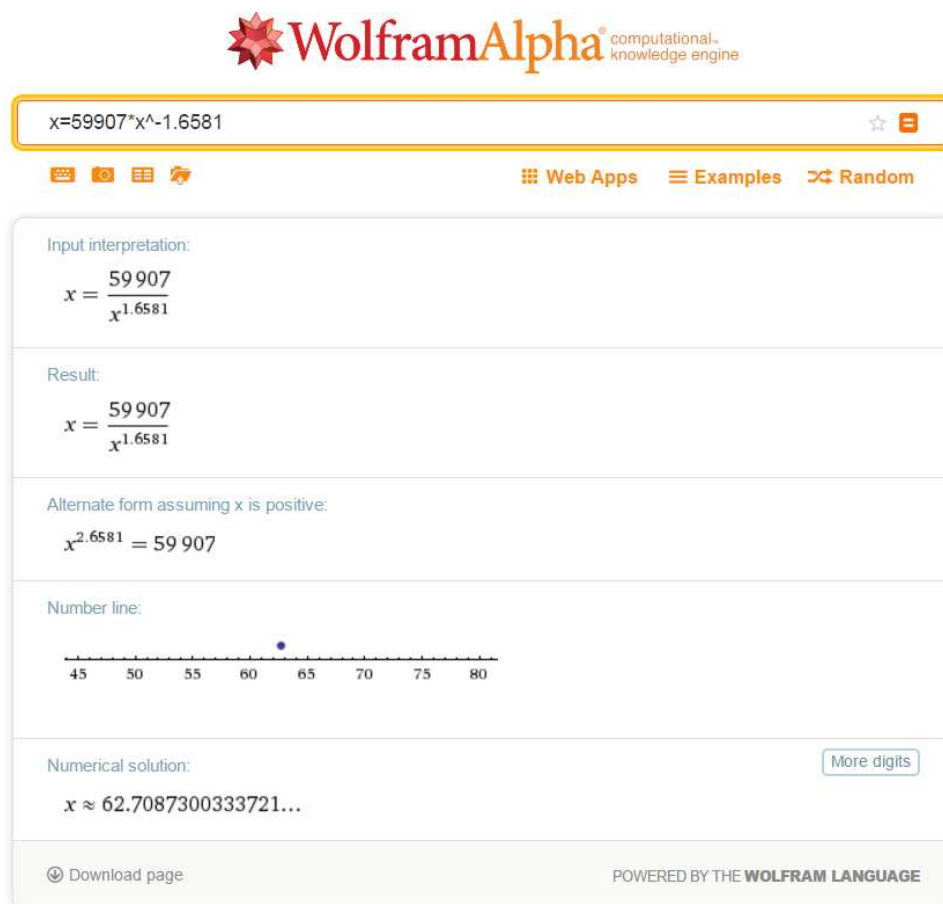 WolframAlpha® computational knowledge engine
x=59907*x^-1.6581
Web Apps Examples Random
Input interpretation:
x = 59907 / x^1.6581
Result:
x = 59907 / x^1.6581
Alternate form assuming x is positive:
x^2.6581 = 59907
Number line:
45 50 55 60 65 70 75 80
Numerical solution: More digits
x ≈ 62.7087300333721...
Download page POWERED BY THE WOLFRAM LANGUAGE